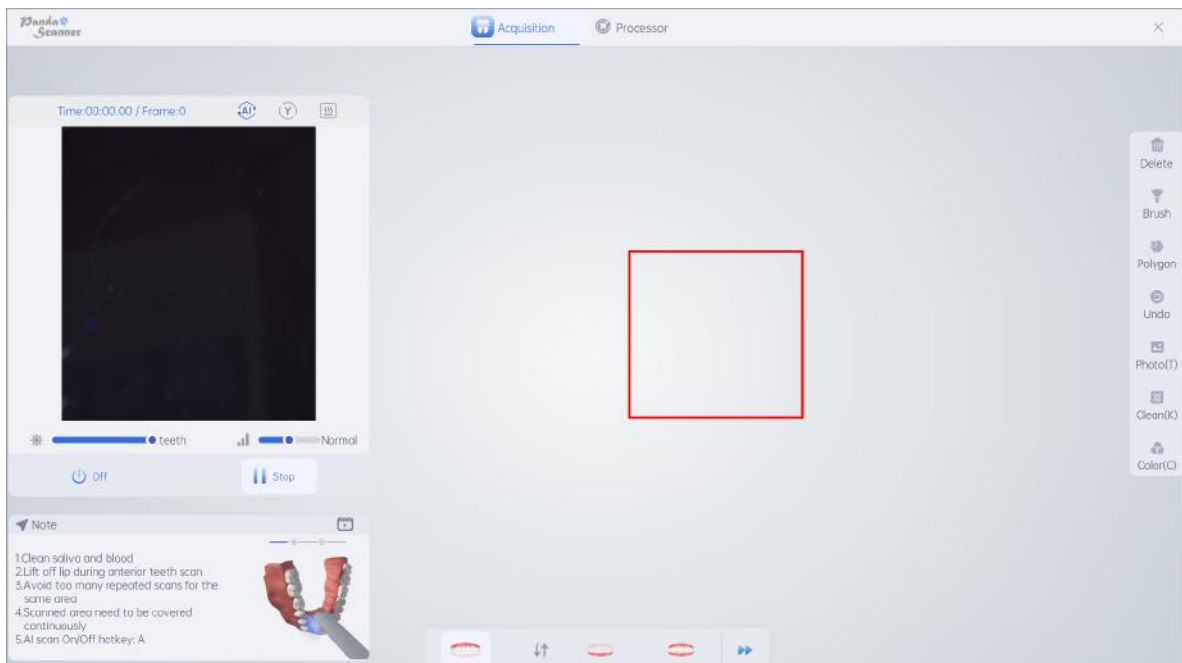 Panda
Scanner
Acquisition
Processor
Time:00:00.00 / Frame:0
AI
Y
teeth
Normal
Off
Stop
Note
1.Clean saliva and blood
2.Lift off lip during anterior teeth scan
3.Avoid too many repeated scans for the
same area
4.Scanned area need to be covered
continuously
5.AI scan On/Off hotkey: A
Delete
Brush
Polygon
Undo
Photo(T)
Clean(K)
Color(C)